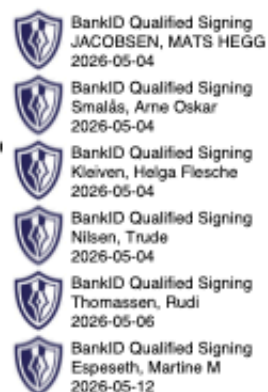 BankID Qualified Signing
JACOBSEN, MATS HEGG
2026-05-04
BankID Qualified Signing
Smalås, Arne Oskar
2026-05-04
BankID Qualified Signing
Kleiven, Helga Flesche
2026-05-04
BankID Qualified Signing
Nilsen, Trude
2026-05-04
BankID Qualified Signing
Thomassen, Rudi
2026-05-06
BankID Qualified Signing
Espeseth, Martine M
2026-05-12